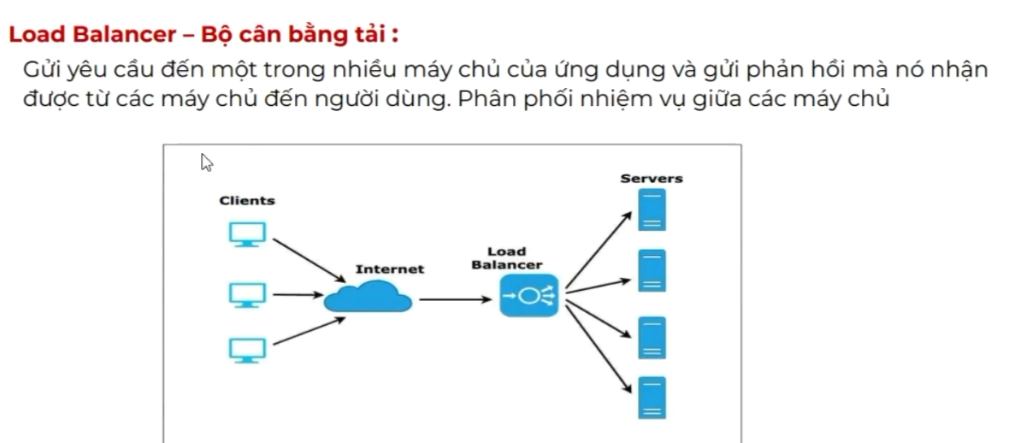 Load Balancer – Bộ cân bằng tải :
Gửi yêu cầu đến một trong nhiều máy chủ của ứng dụng và gửi phản hồi mà nó nhận
được từ các máy chủ đến người dùng. Phân phối nhiệm vụ giữa các máy chủ
Servers
Clients
Load
Balancer
Internet